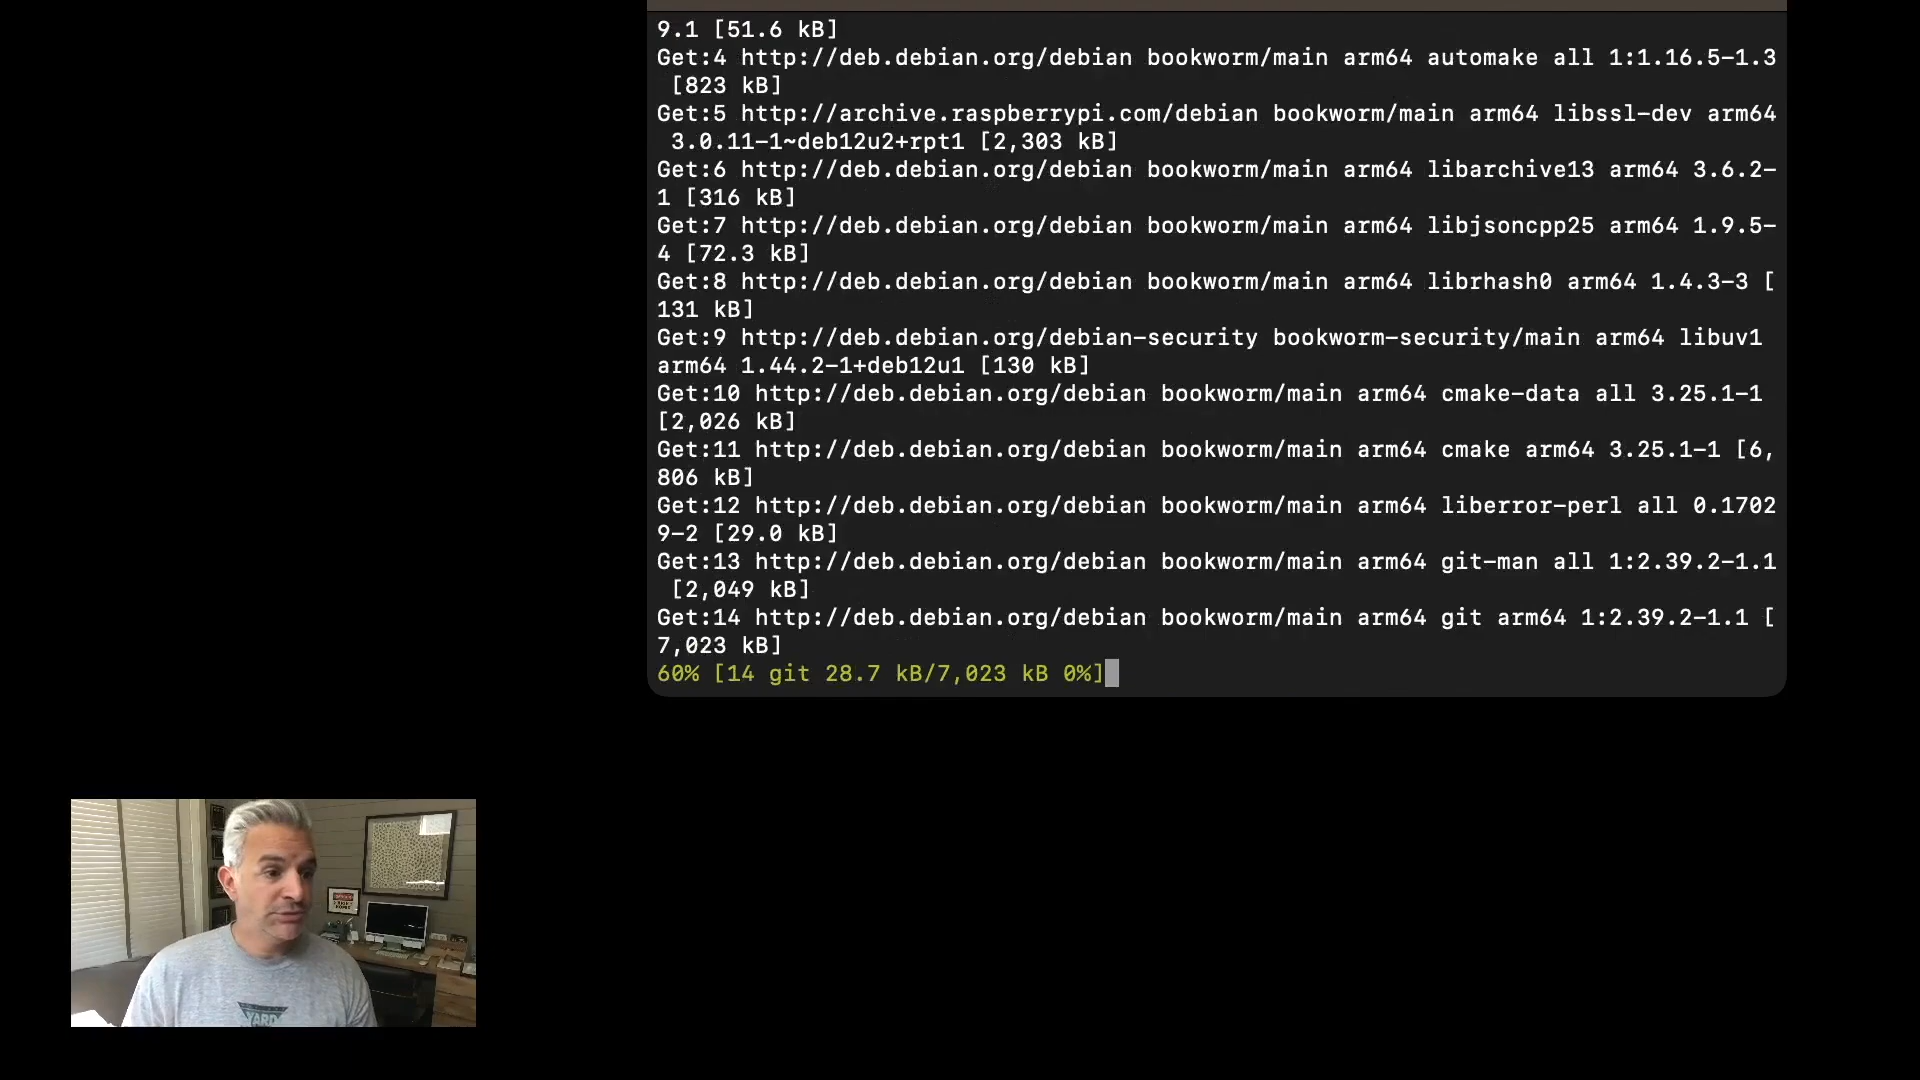 9.1 [51.6 kB]
Get:4 http://deb.debian.org/debian bookworm/main arm64 automake all 1:1.16.5-1.3
[823 kB]
Get:5 http://archive.raspberrypi.com/debian bookworm/main arm64 libssl-dev arm64
3.0.11-1~deb12u2+rpt1 [2,303 kB]
Get:6 http://deb.debian.org/debian bookworm/main arm64 libarchive13 arm64 3.6.2-
1 [316 kB]
Get:7 http://deb.debian.org/debian bookworm/main arm64 libjsoncpp25 arm64 1.9.5-
4 [72.3 kB]
Get:8 http://deb.debian.org/debian bookworm/main arm64 librhash0 arm64 1.4.3-3 [
131 kB]
Get:9 http://deb.debian.org/debian-security bookworm-security/main arm64 libuv1
arm64 1.44.2-1+deb12u1 [130 kB]
Get:10 http://deb.debian.org/debian bookworm/main arm64 cmake-data all 3.25.1-1
[2,026 kB]
Get:11 http://deb.debian.org/debian bookworm/main arm64 cmake arm64 3.25.1-1 [6,
806 kB]
Get:12 http://deb.debian.org/debian bookworm/main arm64 liberror-perl all 0.1702
9-2 [29.0 kB]
Get:13 http://deb.debian.org/debian bookworm/main arm64 git-man all 1:2.39.2-1.1
[2,049 kB]
Get:14 http://deb.debian.org/debian bookworm/main arm64 git arm64 1:2.39.2-1.1 [
7,023 kB]
60% [14 git 28.7 kB/7,023 kB 0%]
YARD